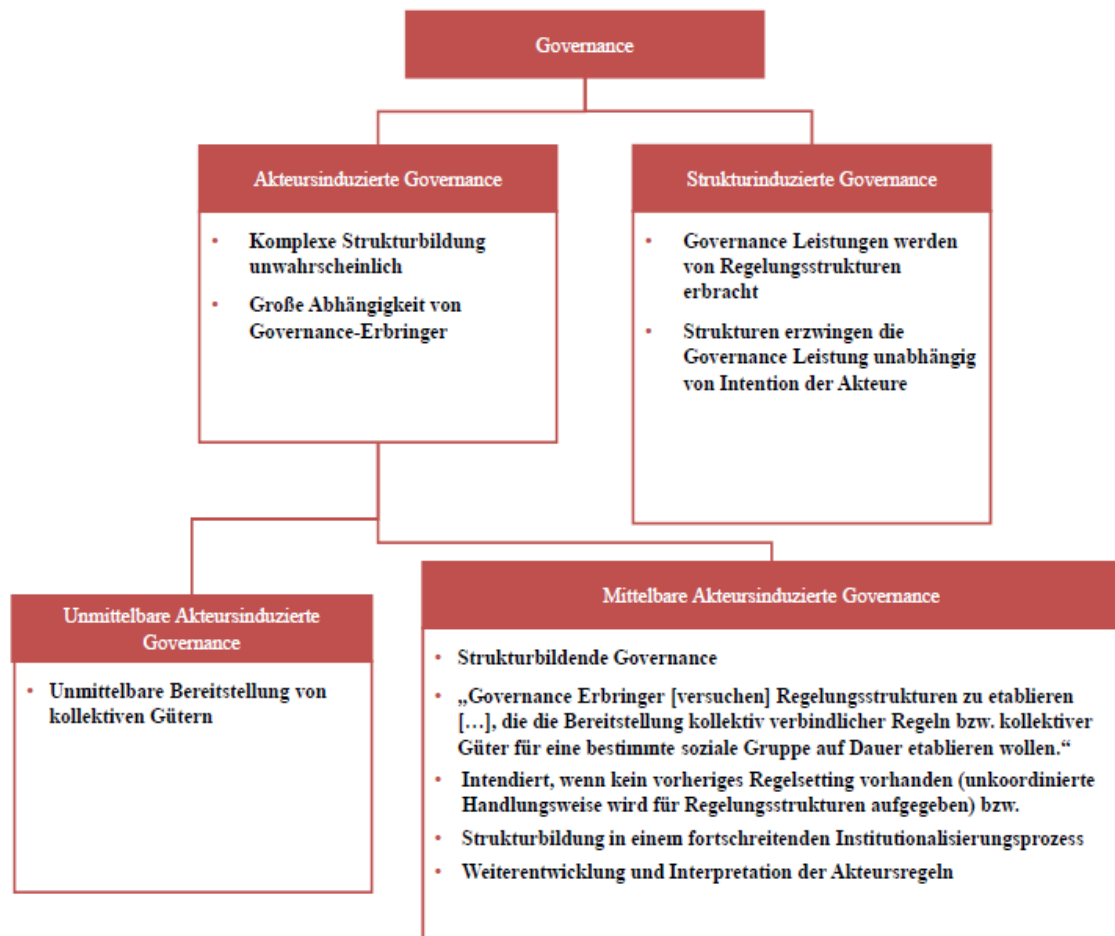 Governance
Akteursinduzierte Governance
• Komplexe Strukturbildung
unwahrscheinlich
• Große Abhängigkeit von
Governance-Erbringer
Strukturinduzierte Governance
• Governance Leistungen werden
von Regelungsstrukturen
erbracht
• Strukturen erzwingen die
Governance Leistung unabhängig
von Intention der Akteure
Unmittelbare Akteursinduzierte
Governance
• Unmittelbare Bereitstellung von
kollektiven Gütern
Mittelbare Akteursinduzierte Governance
• Strukturbildende Governance
• „Governance Erbringer [versuchen] Regelungsstrukturen zu etablieren
[…], die die Bereitstellung kollektiv verbindlicher Regeln bzw. kollektiver
Güter für eine bestimmte soziale Gruppe auf Dauer etablieren wollen.“
• Intendiert, wenn kein vorheriges Regelsetting vorhanden (unkoordinierte
Handlungsweise wird für Regelungsstrukturen aufgegeben) bzw.
• Strukturbildung in einem fortschreitenden Institutionalisierungsprozess
• Weiterentwicklung und Interpretation der Akteursregeln